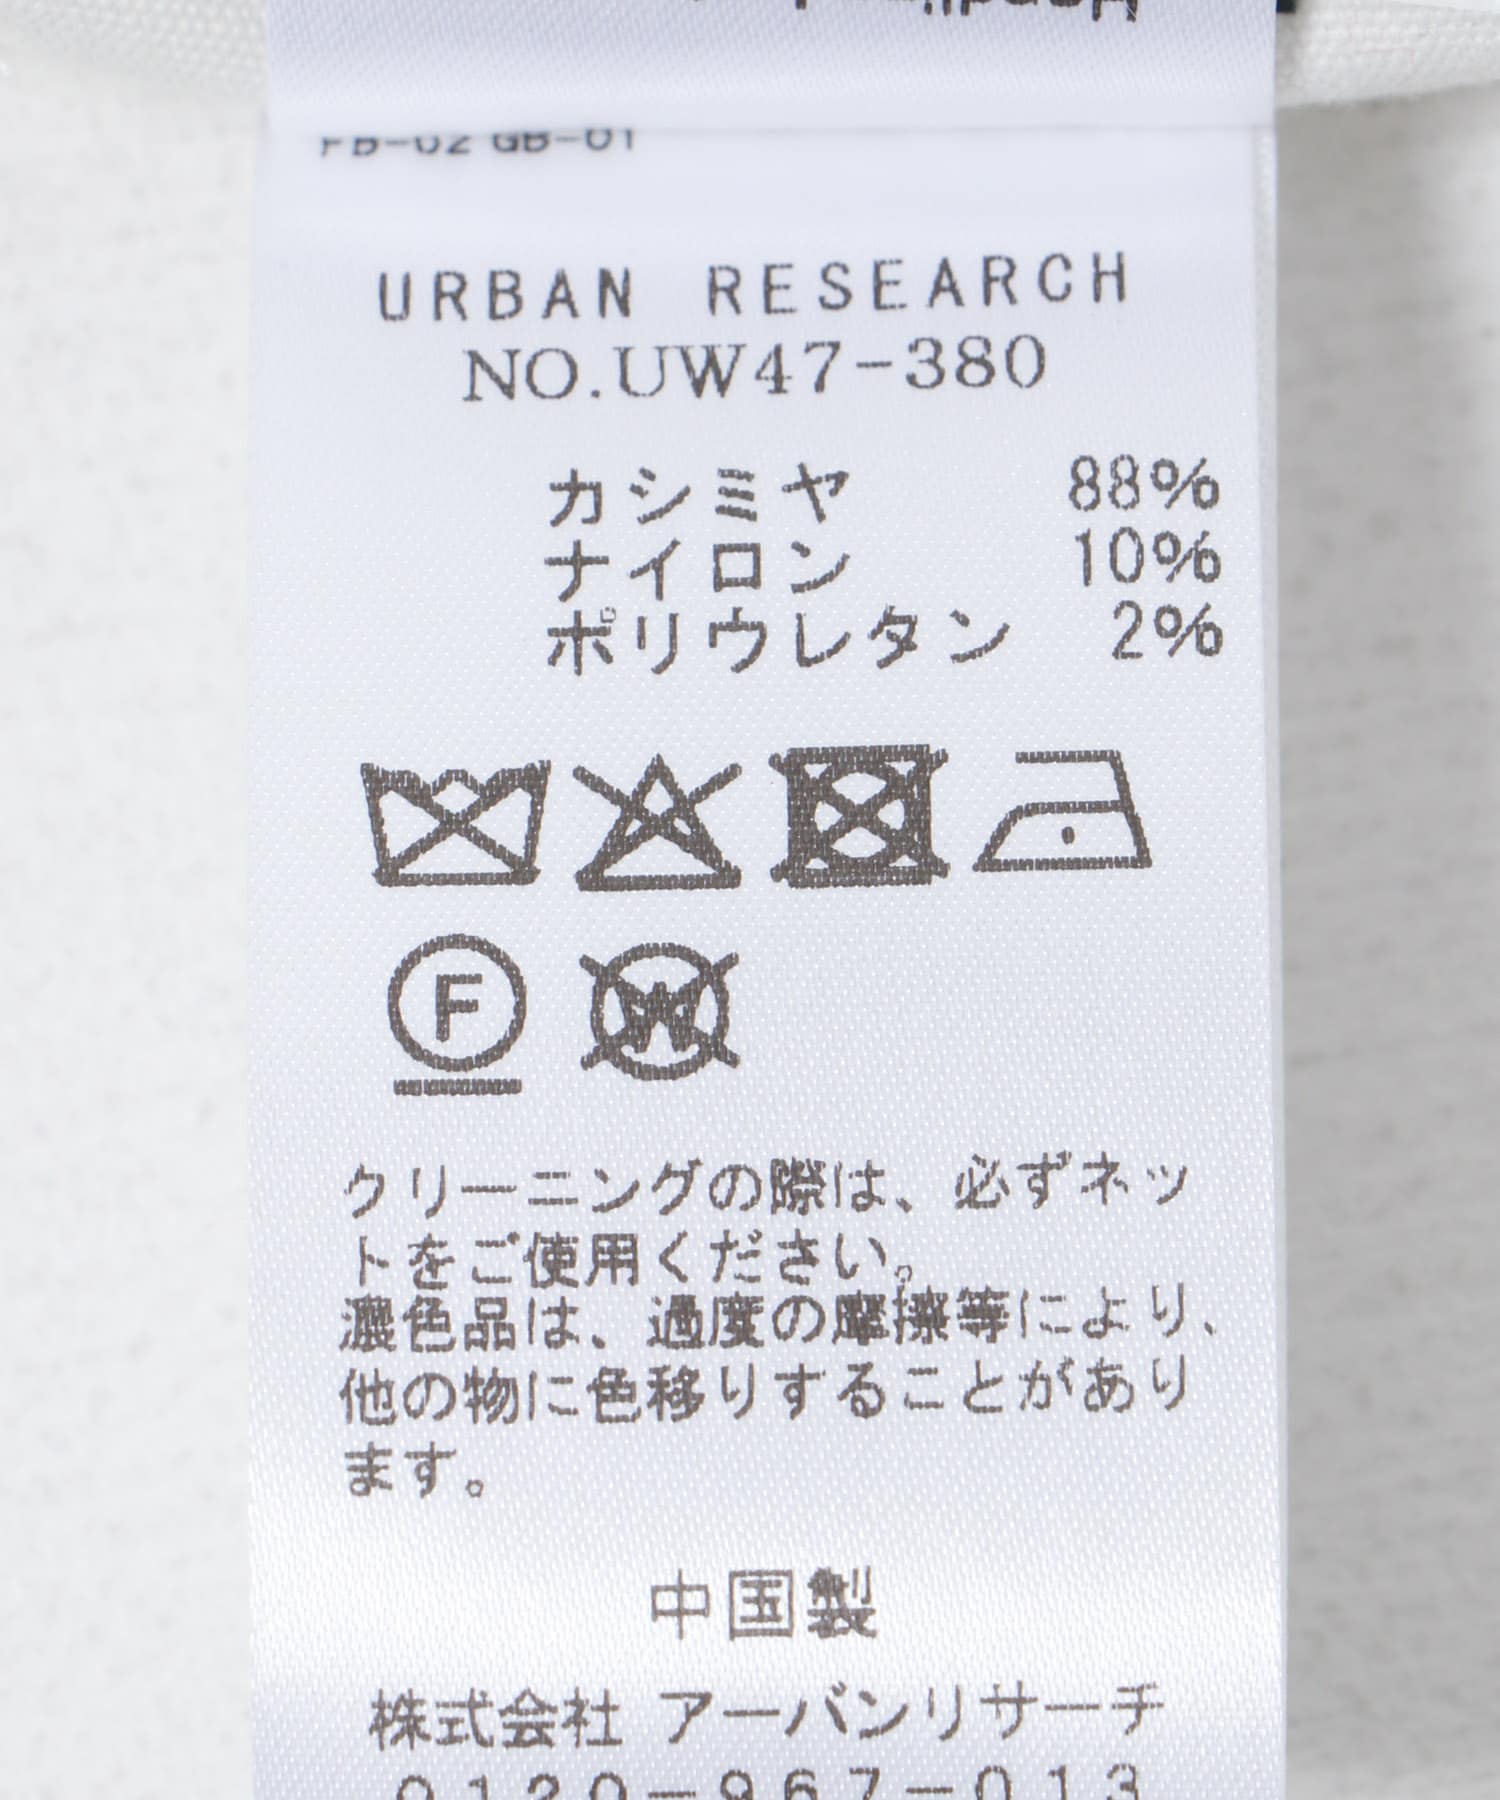 FB-02 GB-01
URBAN RESEARCH
NO.UW47-380
カシミヤ 88%
ナイロン 10%
ポリウレタン 2%
F
W
クリーニングの際は、必ずネッ
トをご使用ください。
濃色品は、過度の摩擦等により、
他の物に色移りすることがあり
ます。
中国製
株式会社 アーバンリサーチ
0120-967-013